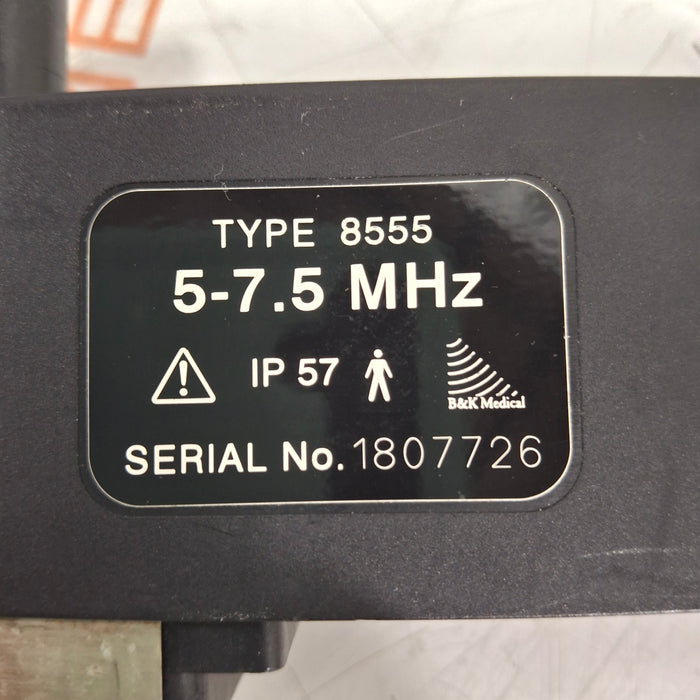 TYPE 8555
5-7.5 MHz
IP 57
B&K Medical
SERIAL No. 1807726